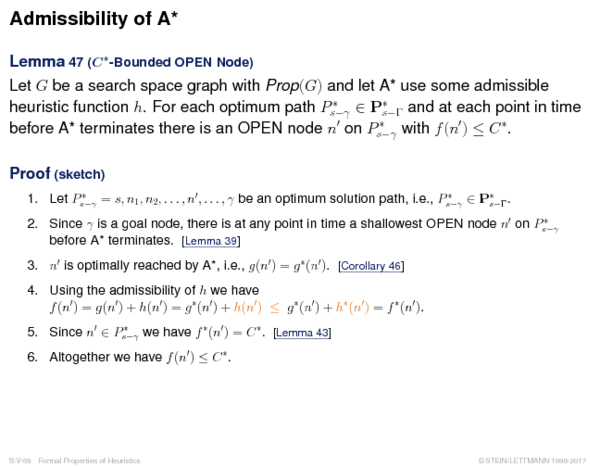 Admissibility of A*
Lemma 47 (C*-Bounded OPEN Node)
Let G be a search space graph with Prop(G) and let A* use some admissible
heuristic function h. For each optimum path P*s−γ ∈ P*s−Γ and at each point in time
before A* terminates there is an OPEN node n′ on P*s−γ with f(n′) ≤ C*.
Proof (sketch)
1. Let P*s−γ = s, n1, n2, . . . , n′, . . . , γ be an optimum solution path, i.e., P*s−γ ∈ P*s−Γ.
2. Since γ is a goal node, there is at any point in time a shallowest OPEN node n′ on P*s−γ
before A* terminates. [Lemma 39]
3. n′ is optimally reached by A*, i.e., g(n′) = g*(n′). [Corollary 46]
4. Using the admissibility of h we have
f(n′) = g(n′) + h(n′) = g*(n′) + h(n′) ≤ g*(n′) + h*(n′) = f*(n′).
5. Since n′ ∈ P*s−γ we have f*(n′) = C*. [Lemma 43]
6. Altogether we have f(n′) ≤ C*.
S:V-69 Formal Properties of Heuristics © STEIN/LETTMANN 1998-2017